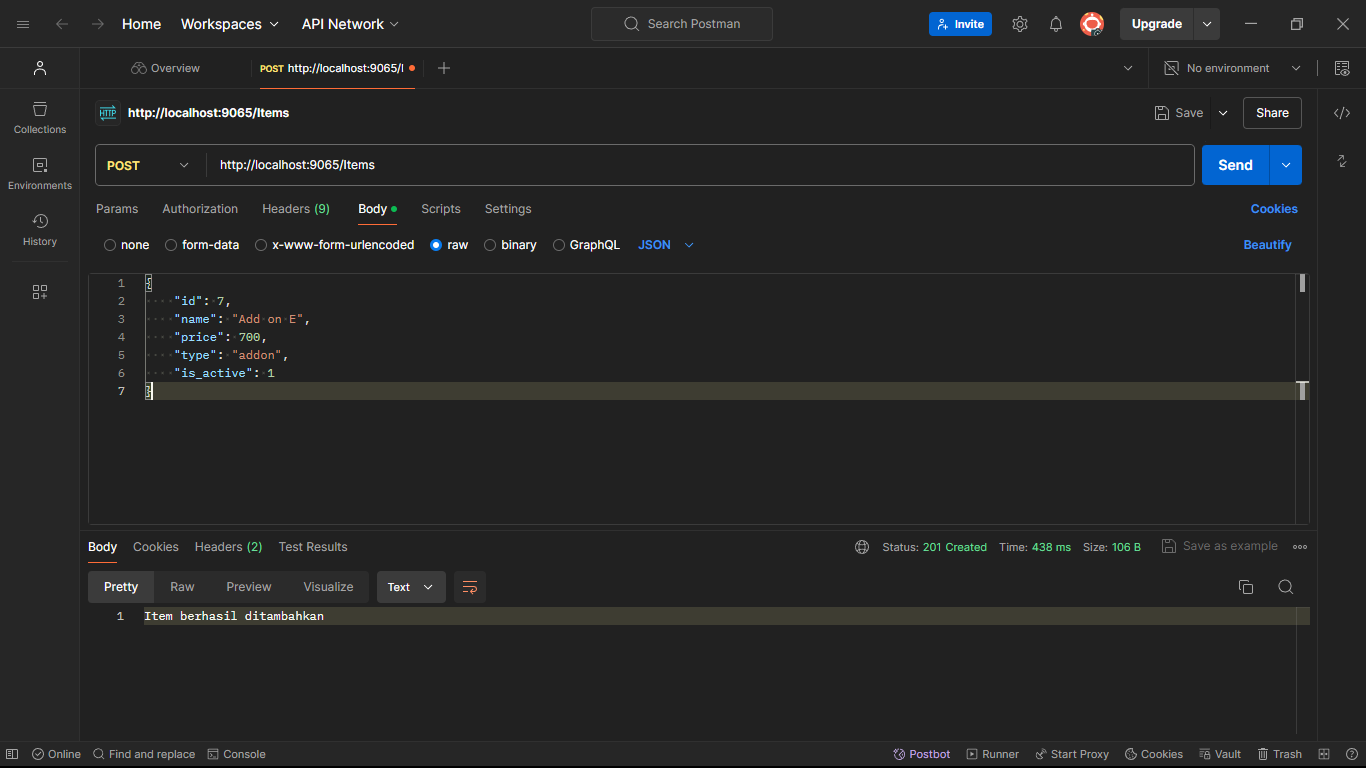 Home Workspaces API Network Search Postman Invite Upgrade
Overview POST http://localhost:9065/I No environment
HTTP http://localhost:9065/Items Save Share
Collections
POST http://localhost:9065/Items Send
Environments
Params Authorization Headers (9) Body Scripts Settings Cookies
History
none form-data x-www-form-urlencoded raw binary GraphQL JSON Beautify
1 {
2 "id": 7,
3 "name": "Add on E",
4 "price": 700,
5 "type": "addon",
6 "is_active": 1
7 }
Body Cookies Headers (2) Test Results Status: 201 Created Time: 438 ms Size: 106 B Save as example
Pretty Raw Preview Visualize Text
1 Item berhasil ditambahkan
Online Find and replace Console Postbot Runner Start Proxy Cookies Vault Trash